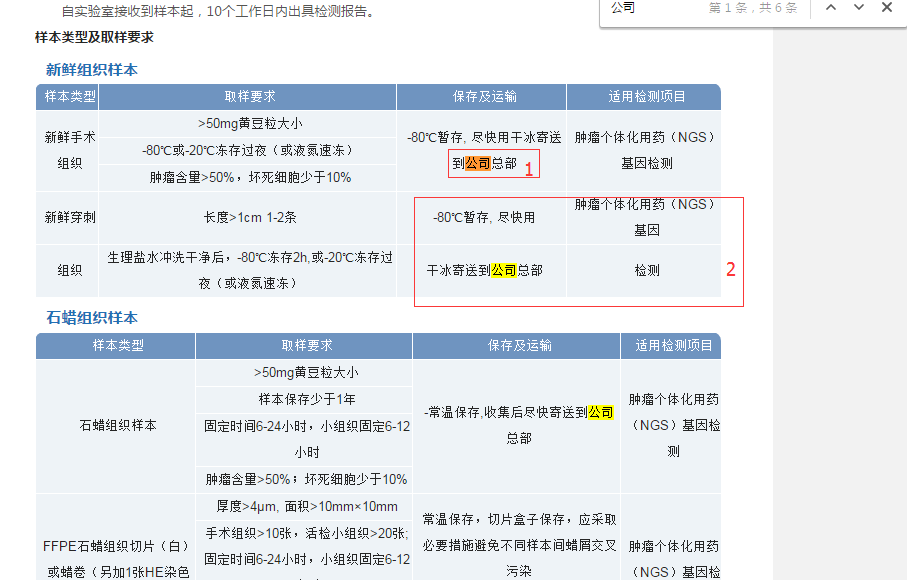 公司
第 1 条，共 6 条
自实验室接收到样本起，10个工作日内出具检测报告。
样本类型及取样要求
新鲜组织样本
样本类型
取样要求
保存及运输
适用检测项目
新鲜手术
组织
>50mg黄豆粒大小
-80℃或-20℃冻存过夜（或液氮速冻）
肿瘤含量>50%，坏死细胞少于10%
-80℃暂存, 尽快用干冰寄送
到公司总部
1
肿瘤个体化用药（NGS）
基因检测
新鲜穿刺
长度>1cm 1-2条
-80℃暂存, 尽快用
肿瘤个体化用药（NGS）
基因
组织
生理盐水冲洗干净后，-80℃冻存2h,或-20℃冻存过
夜（或液氮速冻）
干冰寄送到公司总部
检测
2
石蜡组织样本
样本类型
取样要求
保存及运输
适用检测项目
石蜡组织样本
>50mg黄豆粒大小
样本保存少于1年
固定时间6-24小时，小组织固定6-12
小时
肿瘤含量>50%；坏死细胞少于10%
-常温保存,收集后尽快寄送到公司
总部
肿瘤个体化用药
（NGS）基因检
测
FFPE石蜡组织切片（白）
或蜡卷（另加1张HE染色
厚度>4μm, 面积>10mm×10mm
手术组织>10张，活检小组织>20张;
固定时间6-24小时，小组织固定6-12
常温保存，切片盒子保存，应采取
必要措施避免不同样本间蜡屑交叉
污染
肿瘤个体化用药
（NGS）基因检